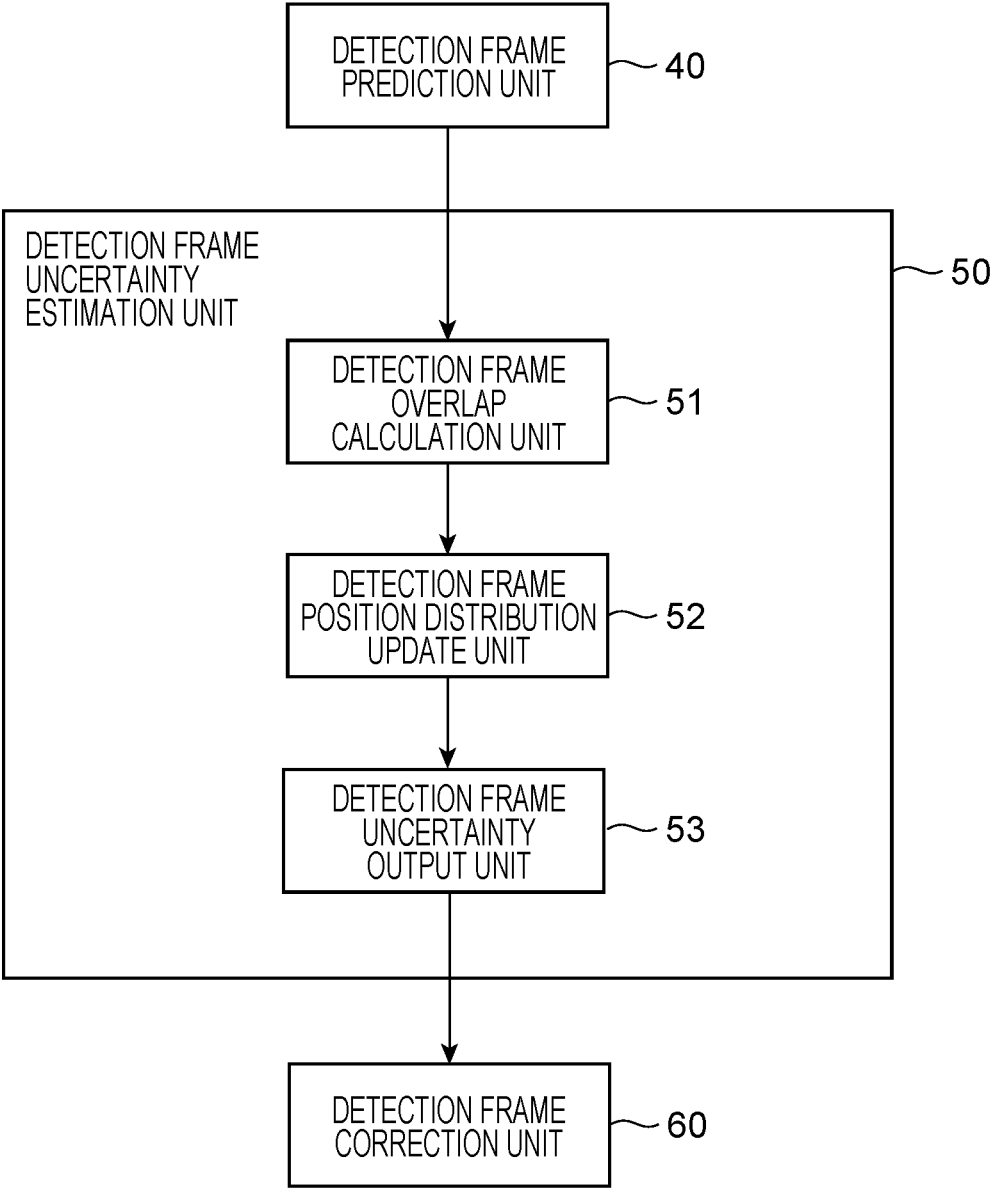 DETECTION FRAME
PREDICTION UNIT
40
DETECTION FRAME
UNCERTAINTY
ESTIMATION UNIT
50
DETECTION FRAME
OVERLAP
CALCULATION UNIT
51
DETECTION FRAME
POSITION DISTRIBUTION
UPDATE UNIT
52
DETECTION FRAME
UNCERTAINTY
OUTPUT UNIT
53
DETECTION FRAME
CORRECTION UNIT
60